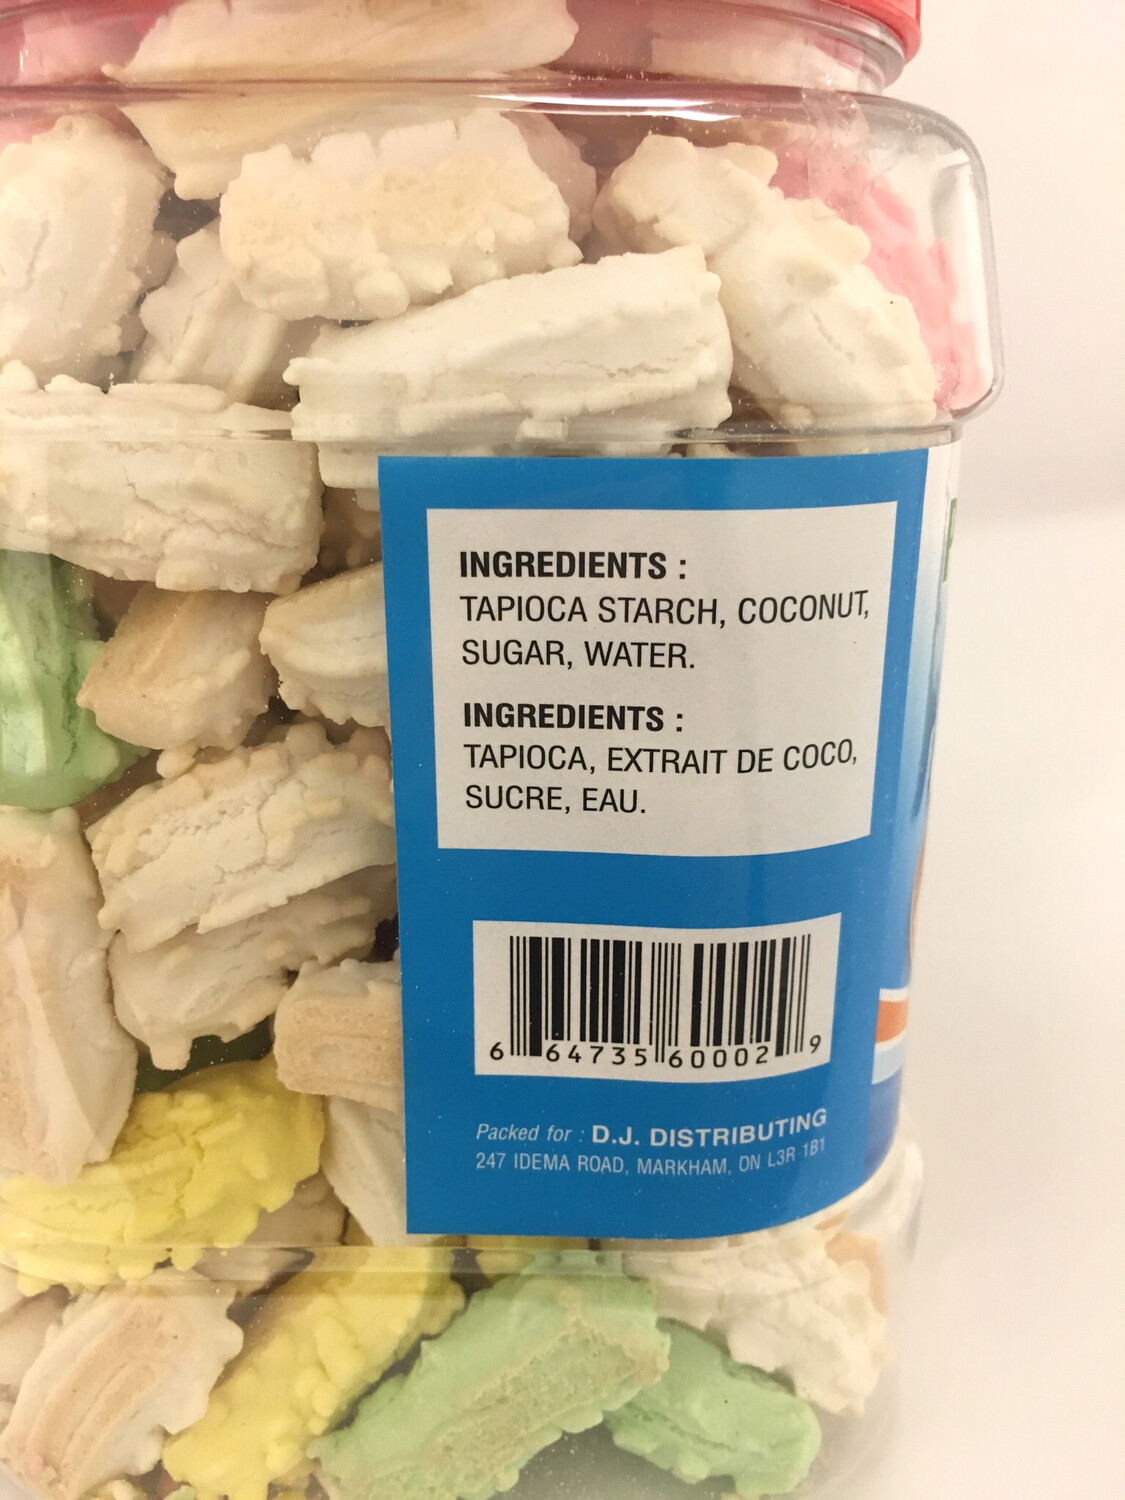 INGREDIENTS :
TAPIOCA STARCH, COCONUT,
SUGAR, WATER.
INGREDIENTS :
TAPIOCA, EXTRAIT DE COCO,
SUCRE, EAU.
6 64735 60002 9
Packed for : D.J. DISTRIBUTING
247 IDEMA ROAD, MARKHAM, ON L3R 1B1